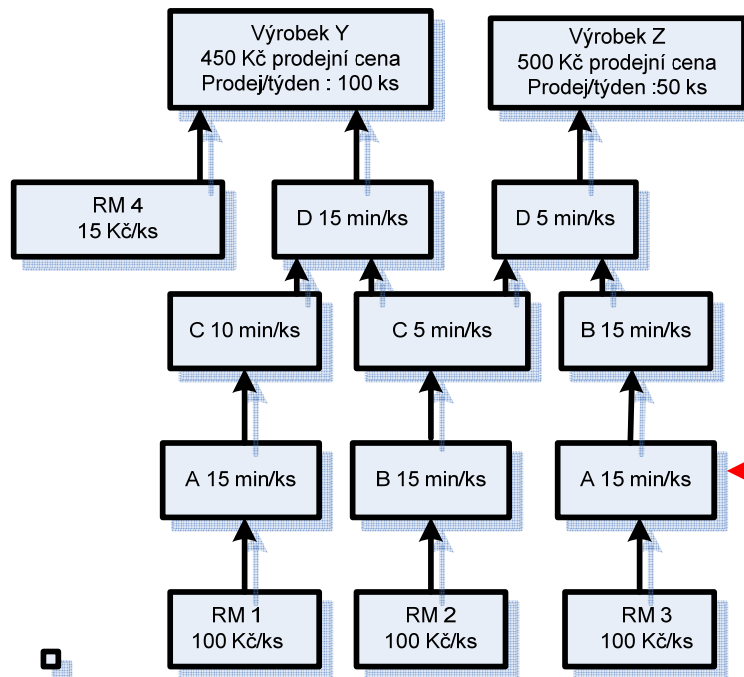 Výrobek Y
450 Kč prodejní cena
Prodej/týden : 100 ks
Výrobek Z
500 Kč prodejní cena
Prodej/týden :50 ks
RM 4
15 Kč/ks
D 15 min/ks
D 5 min/ks
C 10 min/ks
C 5 min/ks
B 15 min/ks
A 15 min/ks
B 15 min/ks
A 15 min/ks
RM 1
100 Kč/ks
RM 2
100 Kč/ks
RM 3
100 Kč/ks